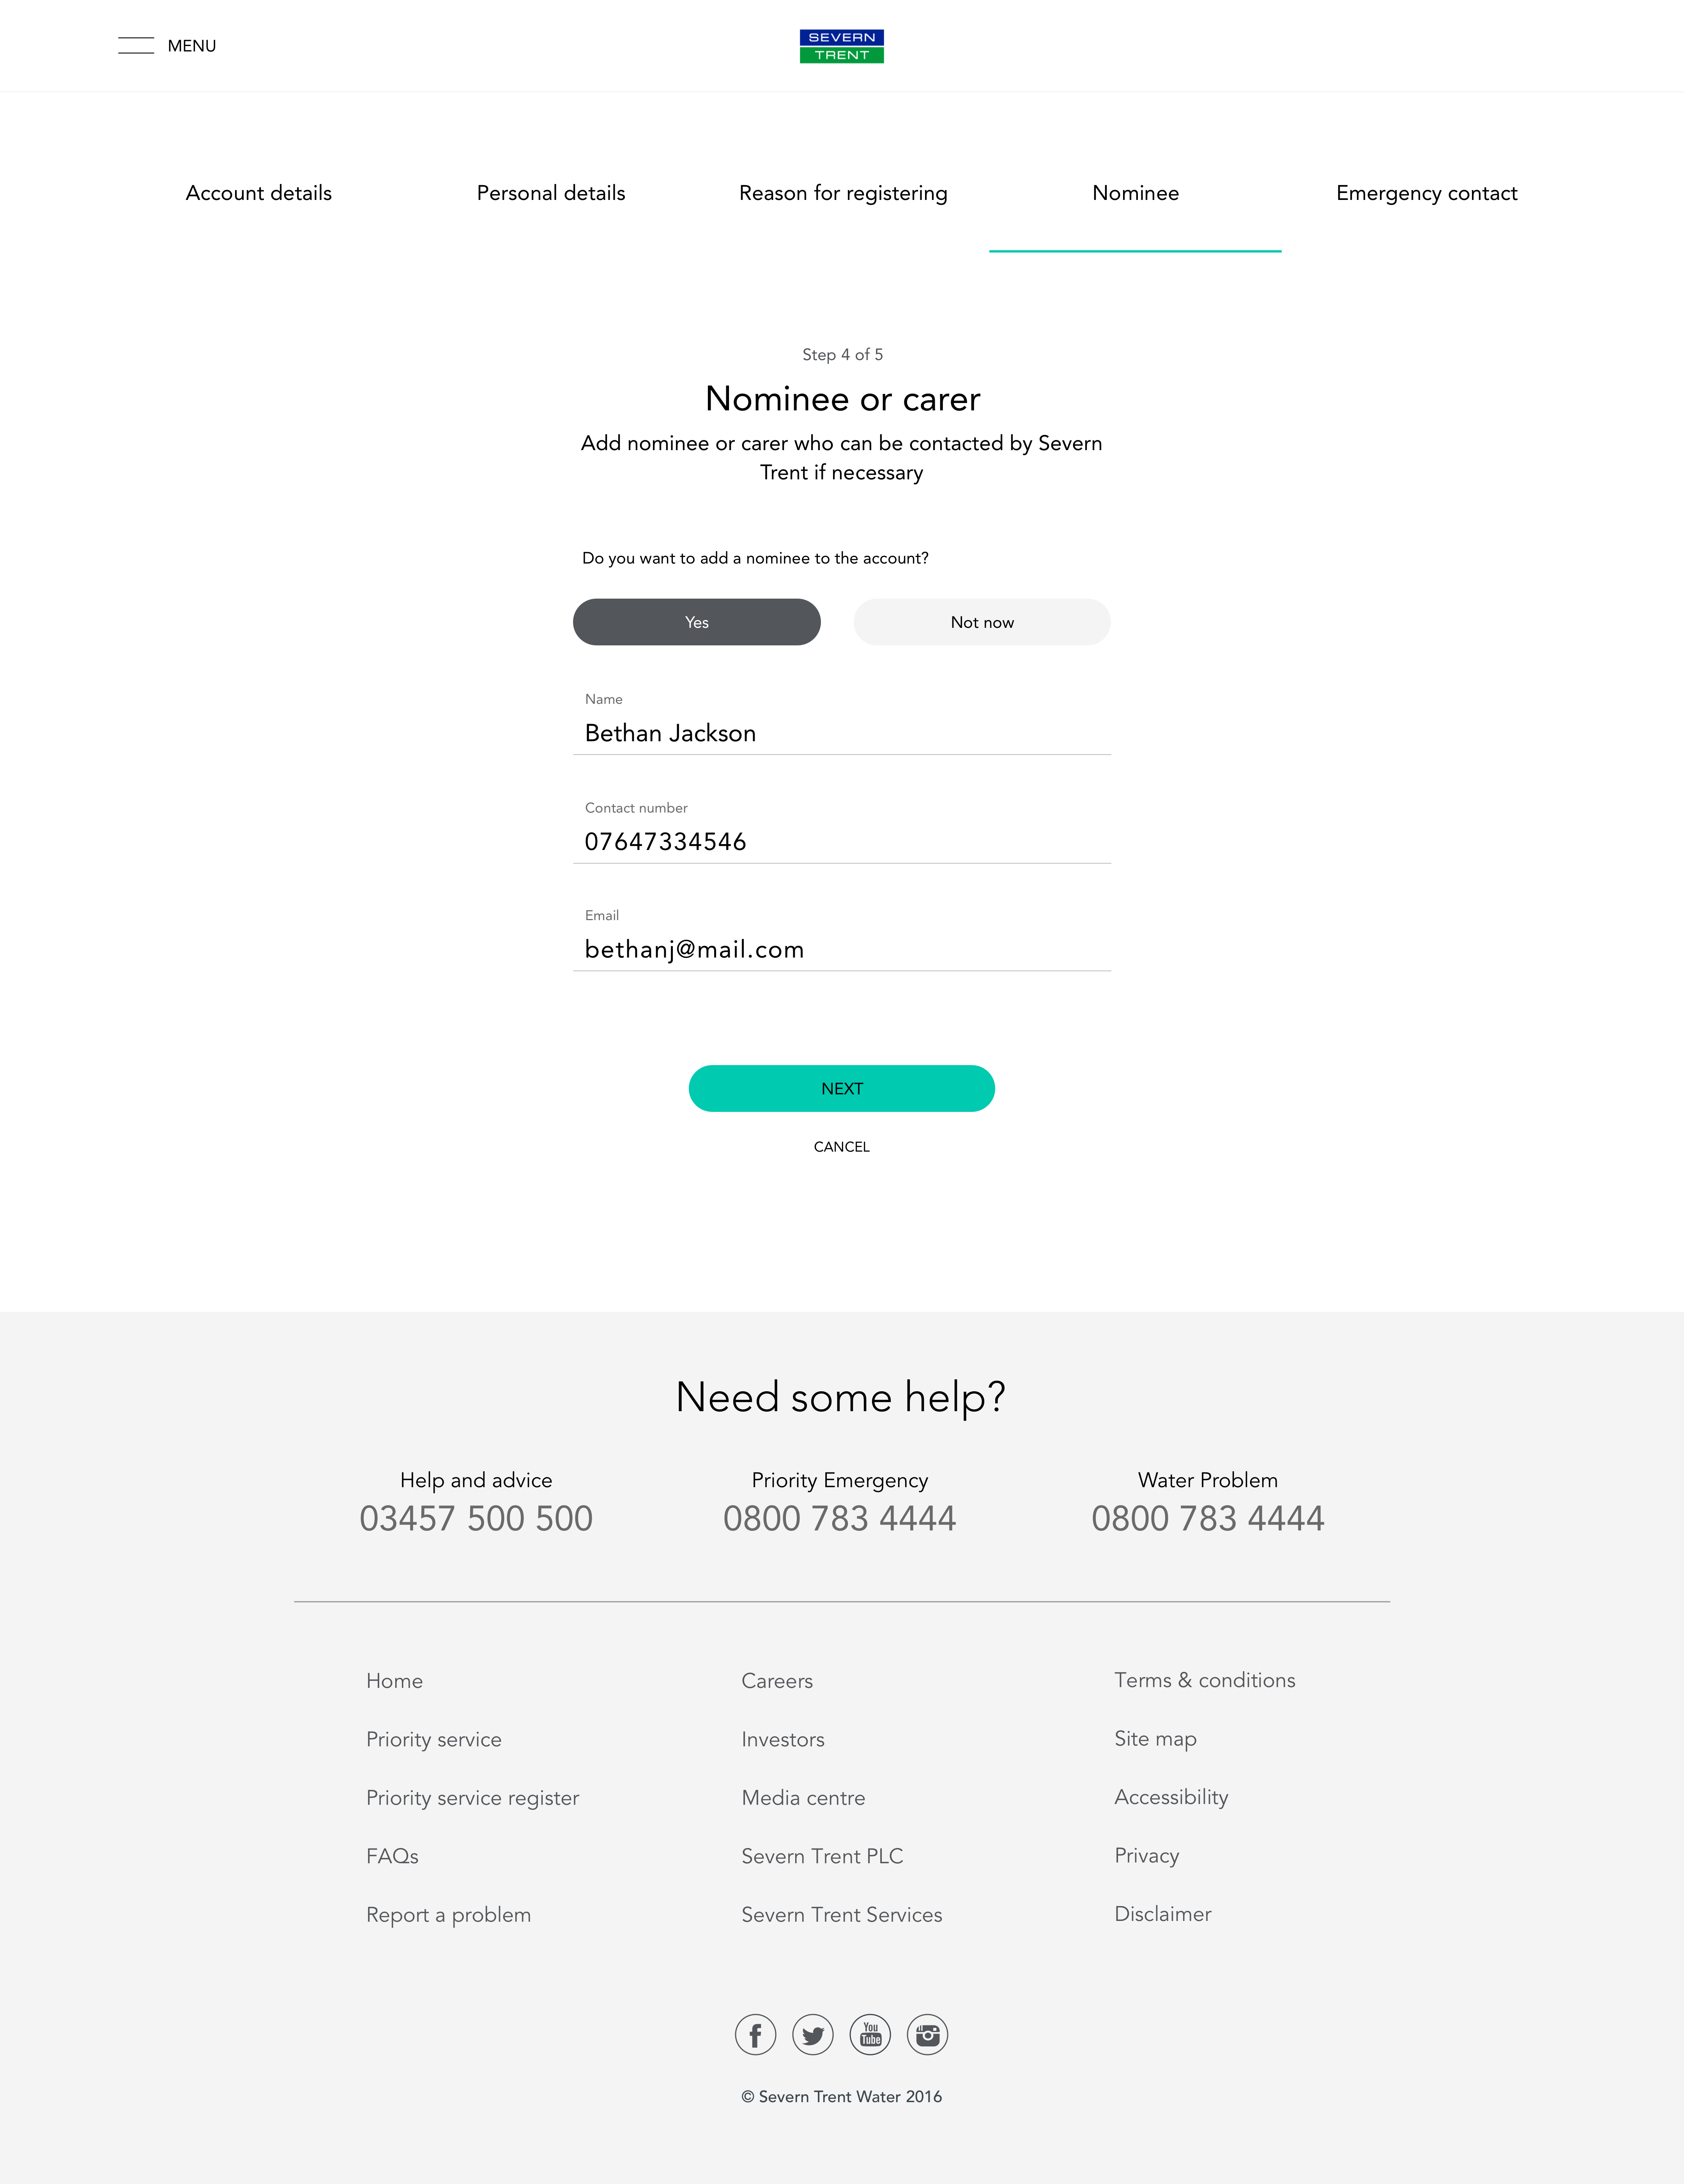 MENU
SEVERN
TRENT
Account details
Personal details
Reason for registering
Nominee
Emergency contact
Step 4 of 5
Nominee or carer
Add nominee or carer who can be contacted by Severn
Trent if necessary
Do you want to add a nominee to the account?
Yes
Not now
Name
Bethan Jackson
Contact number
07647334546
Email
bethanj@mail.com
NEXT
CANCEL
Need some help?
Help and advice
03457 500 500
Priority Emergency
0800 783 4444
Water Problem
0800 783 4444
Home
Priority service
Priority service register
FAQs
Report a problem
Careers
Investors
Media centre
Severn Trent PLC
Severn Trent Services
Terms & conditions
Site map
Accessibility
Privacy
Disclaimer
You
Tube
© Severn Trent Water 2016